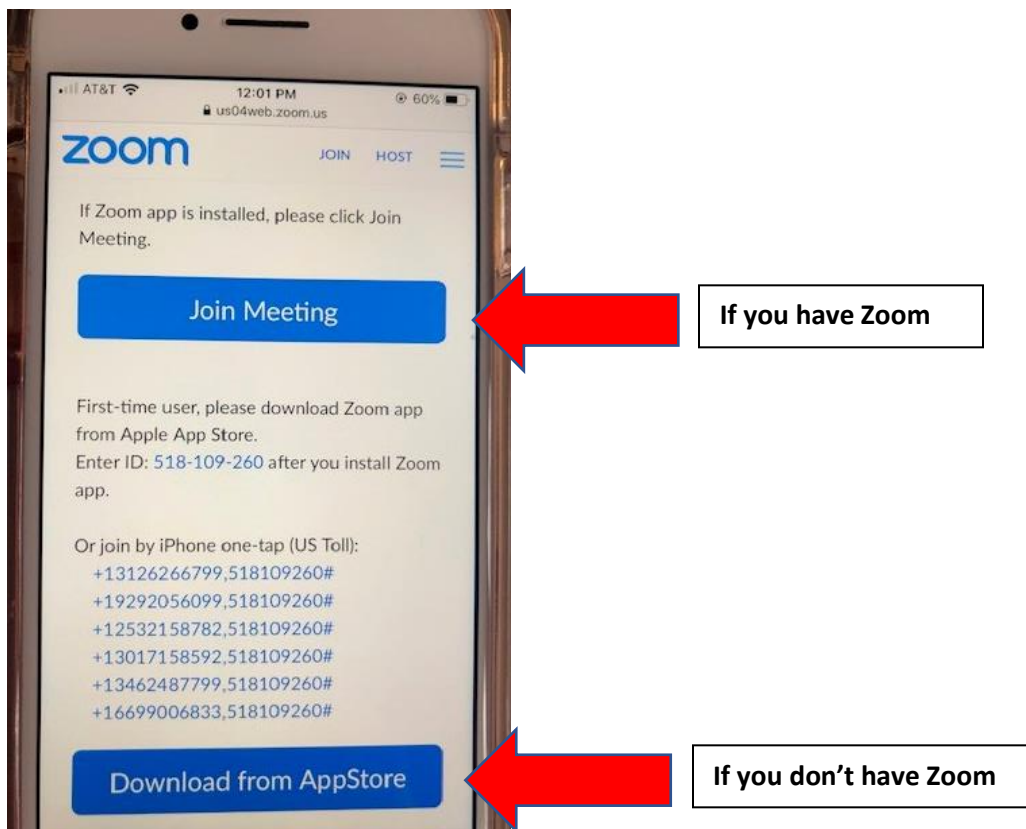 AT&T 12:01 PM 60%
us04web.zoom.us
zoom JOIN HOST
If Zoom app is installed, please click Join
Meeting.
Join Meeting
If you have Zoom
First-time user, please download Zoom app
from Apple App Store.
Enter ID: 518-109-260 after you install Zoom
app.
Or join by iPhone one-tap (US Toll):
+13126266799,518109260#
+19292056099,518109260#
+12532158782,518109260#
+13017158592,518109260#
+13462487799,518109260#
+16699006833,518109260#
Download from AppStore
If you don’t have Zoom